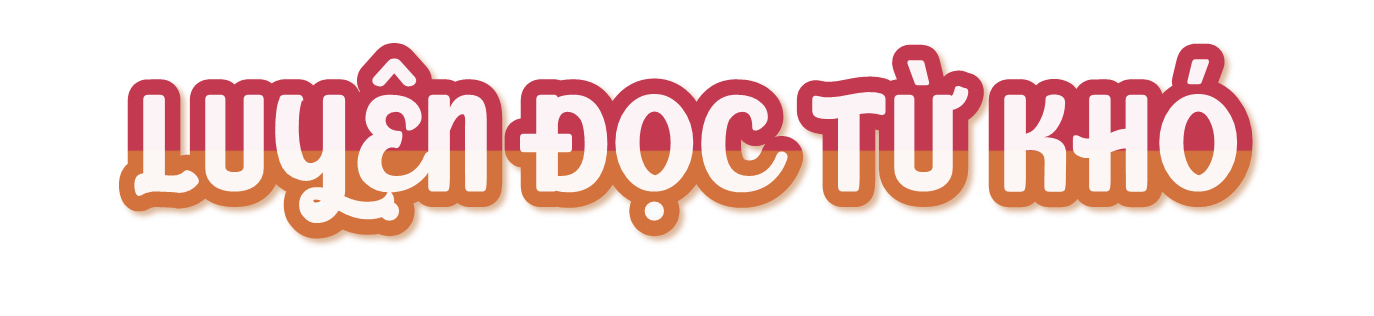 LUYỆN ĐỌC TỪ KHÓ